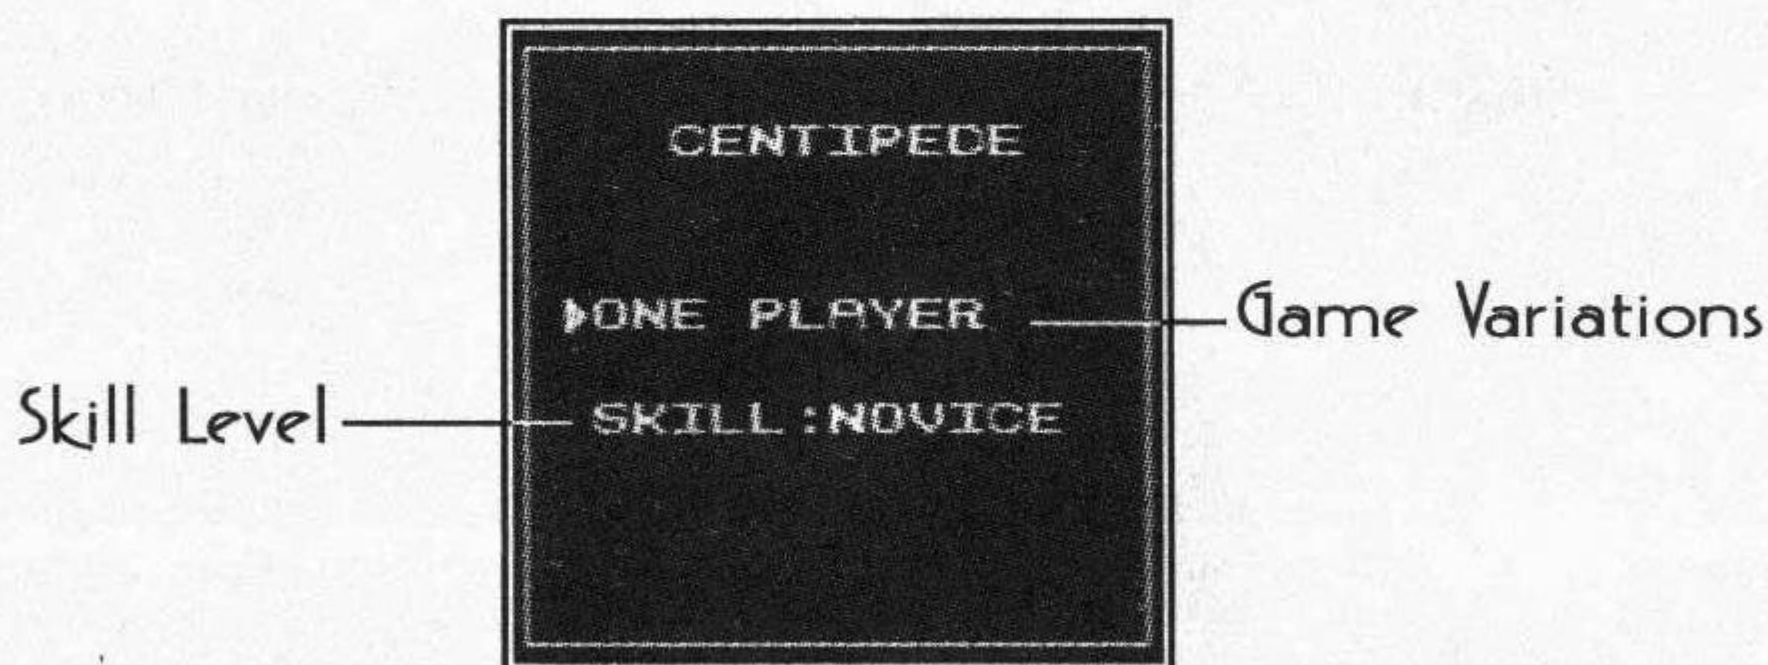 CENTIPEDE
ONE PLAYER
Game Variations
Skill Level
SKILL:NOVICE